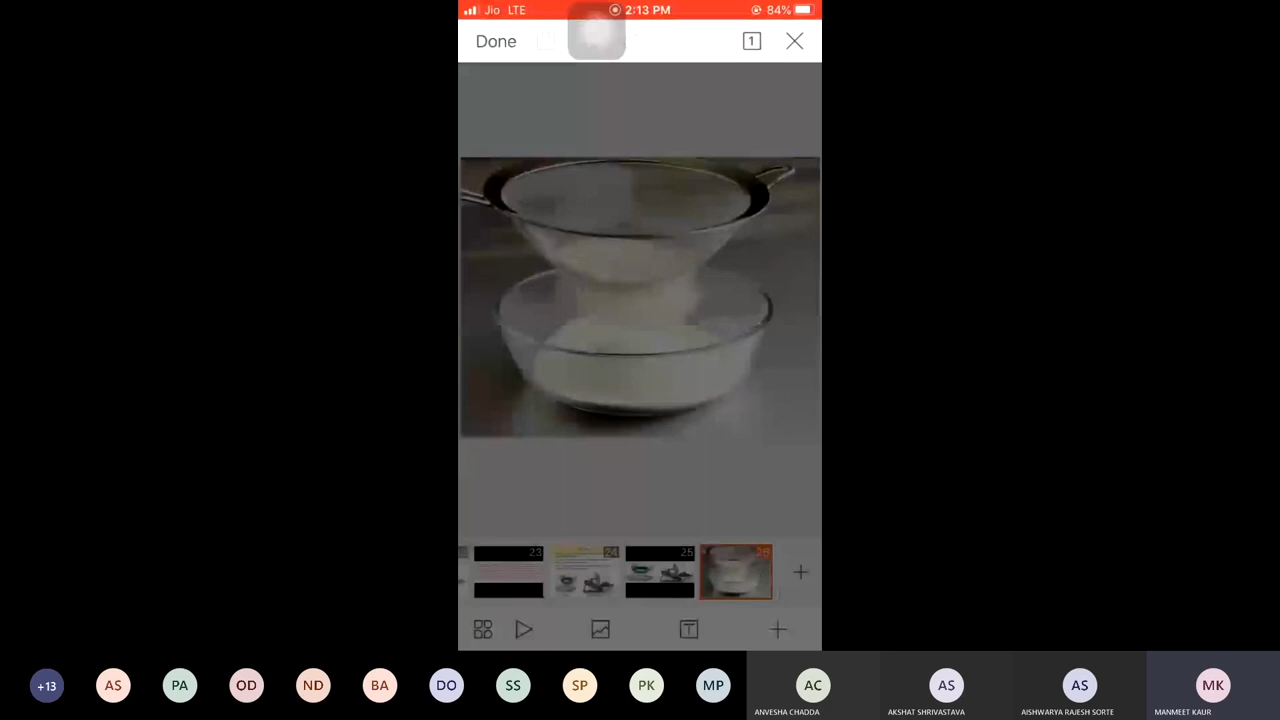 Jio LTE 2:13 PM 84%
Done 1
23 24 25 26
+13 AS PA OD ND BA DO SS SP PK MP AC AS AS MK
ANVESHA CHADDA AKSHAT SHRIVASTAVA AISHWARYA RAJESH SORTE MANMEET KAUR